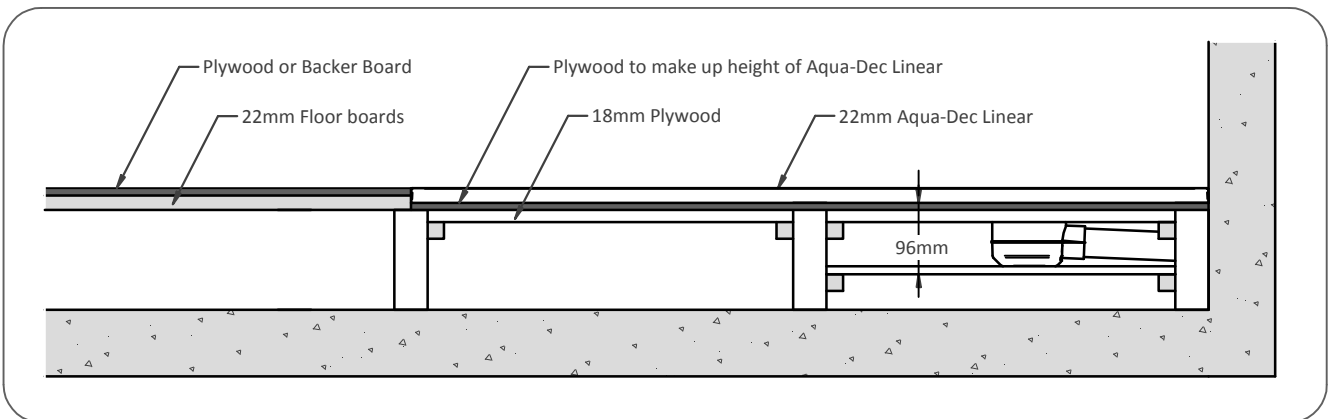 Plywood or Backer Board
Plywood to make up height of Aqua-Dec Linear
22mm Floor boards
18mm Plywood
22mm Aqua-Dec Linear
96mm